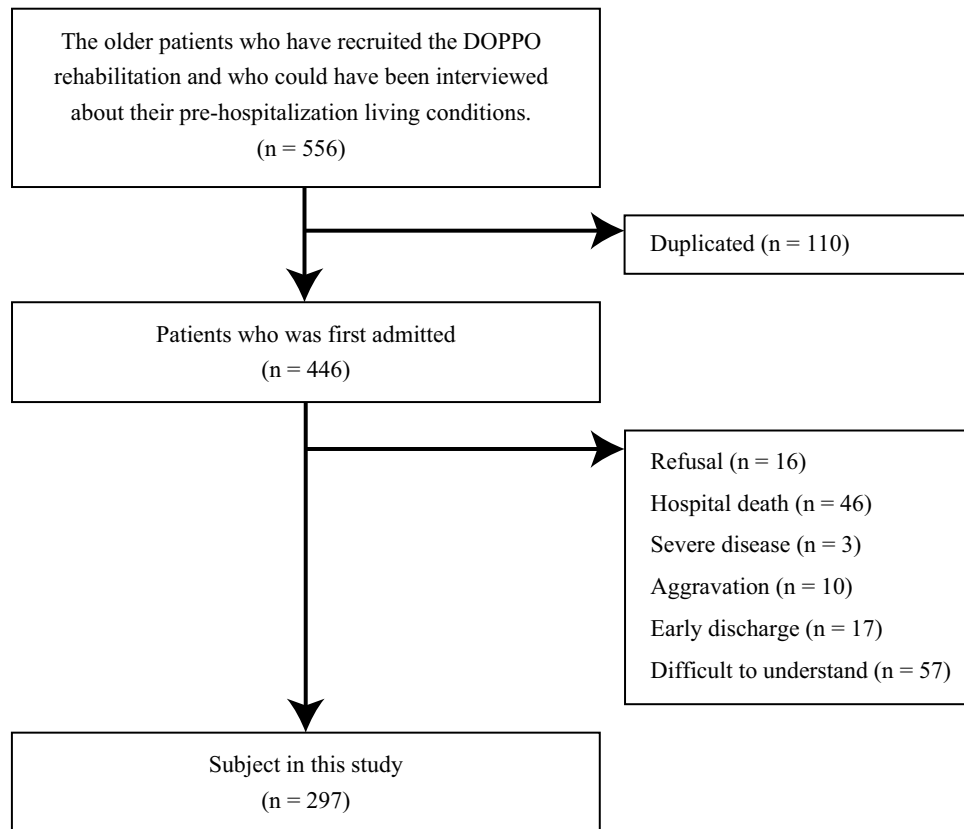 The older patients who have recruited the DOPPO
rehabilitation and who could have been interviewed
about their pre-hospitalization living conditions.
(n = 556)
Duplicated (n = 110)
Patients who was first admitted
(n = 446)
Refusal (n = 16)
Hospital death (n = 46)
Severe disease (n = 3)
Aggravation (n = 10)
Early discharge (n = 17)
Difficult to understand (n = 57)
Subject in this study
(n = 297)